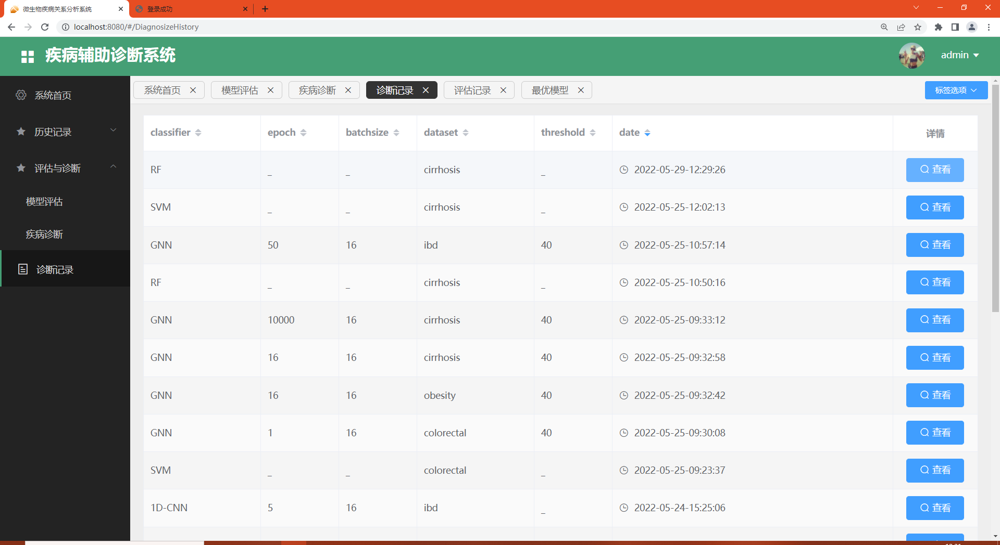 微生物疾病关系分析系统
登录成功
localhost:8080/#/DiagnosizeHistory
疾病辅助诊断系统
admin
系统首页
历史记录
评估与诊断
模型评估
疾病诊断
诊断记录
系统首页 模型评估 疾病诊断 诊断记录 评估记录 最优模型 标签选项
classifier epoch batchsize dataset threshold date 详情
RF _ _ cirrhosis _ 2022-05-29-12:29:26 查看
SVM _ _ cirrhosis _ 2022-05-25-12:02:13 查看
GNN 50 16 ibd 40 2022-05-25-10:57:14 查看
RF _ _ cirrhosis _ 2022-05-25-10:50:16 查看
GNN 10000 16 cirrhosis 40 2022-05-25-09:33:12 查看
GNN 16 16 cirrhosis 40 2022-05-25-09:32:58 查看
GNN 16 16 obesity 40 2022-05-25-09:32:42 查看
GNN 1 16 colorectal 40 2022-05-25-09:30:08 查看
SVM _ _ colorectal _ 2022-05-25-09:23:37 查看
1D-CNN 5 16 ibd _ 2022-05-24-15:25:06 查看